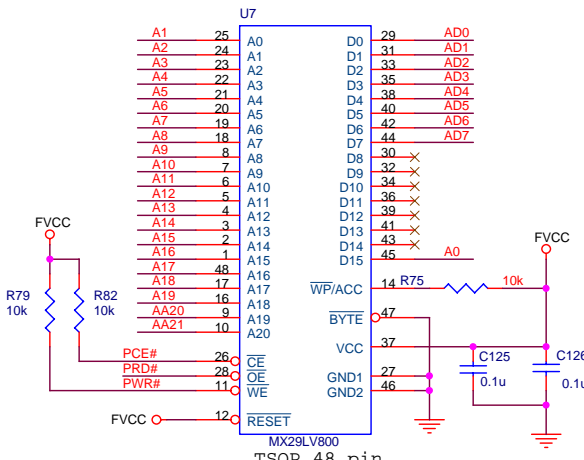 U7
A1 25 A0 D0 29 AD0
A2 24 A1 D1 31 AD1
A3 23 A2 D2 33 AD2
A4 22 A3 D3 35 AD3
A5 21 A4 D4 38 AD4
A6 20 A5 D5 40 AD5
A7 19 A6 D6 42 AD6
A8 18 A7 D7 44 AD7
A9 8 A8 D8 30
A10 7 A9 D9 32
A11 6 A10 D10 34
A12 5 A11 D11 36
A13 4 A12 D12 39
A14 3 A13 D13 41
A15 2 A14 D14 43
A16 1 A15 D15 45 A0
A17 48 A16
A18 17 A17 WP/ACC 14 R75 10k
A19 16 A18
AA20 9 A19 BYTE 47
AA21 10 A20
FVCC
FVCC
R79 10k
R82 10k
VCC 37
C125 0.1u
C126 0.1u
PCE# 26 CE
PRD# 28 OE GND1 27
PWR# 11 WE GND2 46
FVCC 12 RESET
MX29LV800
TSOP 48 pin